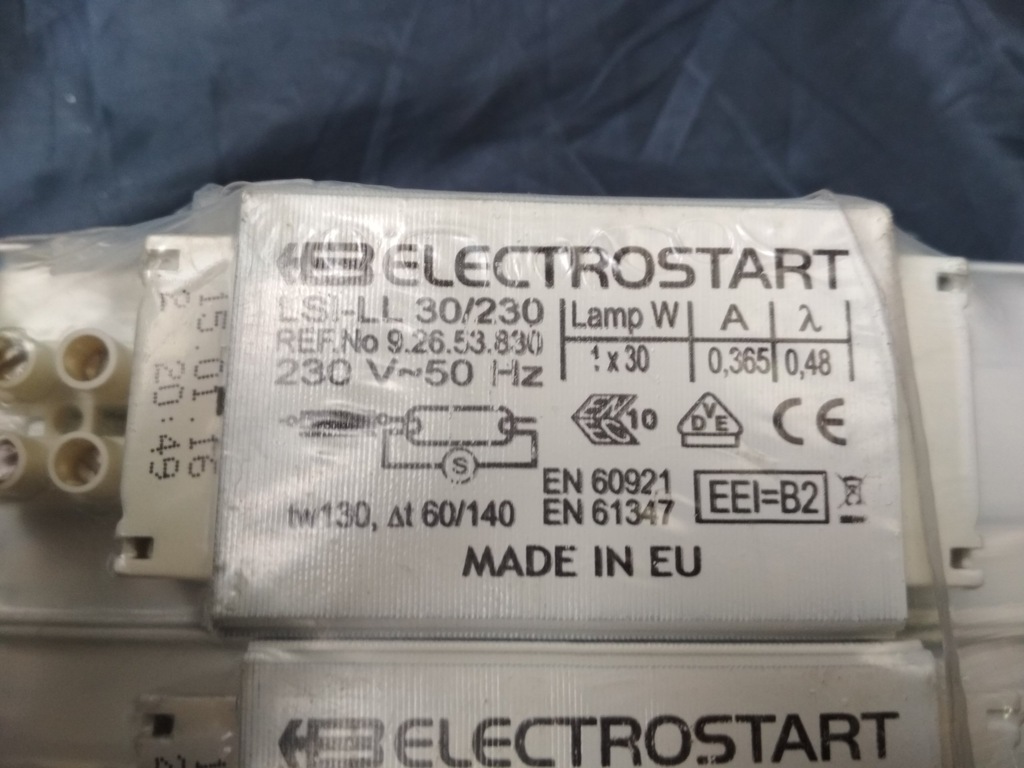 ELECTROSTART
LSI-LL 30/230
REF.No 9.26.53.830
230 V~50 Hz
Lamp W A λ
1 x 30 0,365 0,48
S
ENEC 10
VDE
CE
EN 60921
EN 61347
EEI=B2
tw130, Δt 60/140
MADE IN EU
15.01.16
20:49
ELECTROSTART